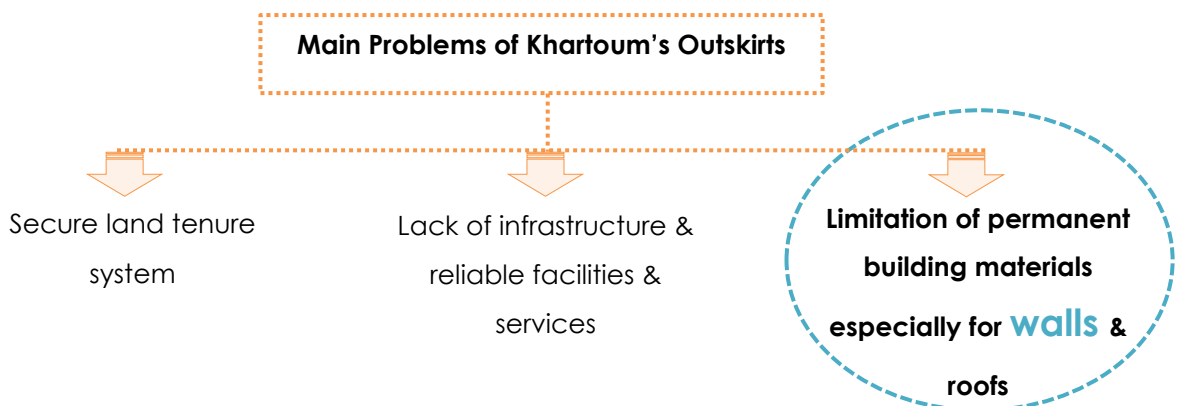 Main Problems of Khartoum’s Outskirts
Secure land tenure
system
Lack of infrastructure &
reliable facilities &
services
Limitation of permanent
building materials
especially for walls &
roofs